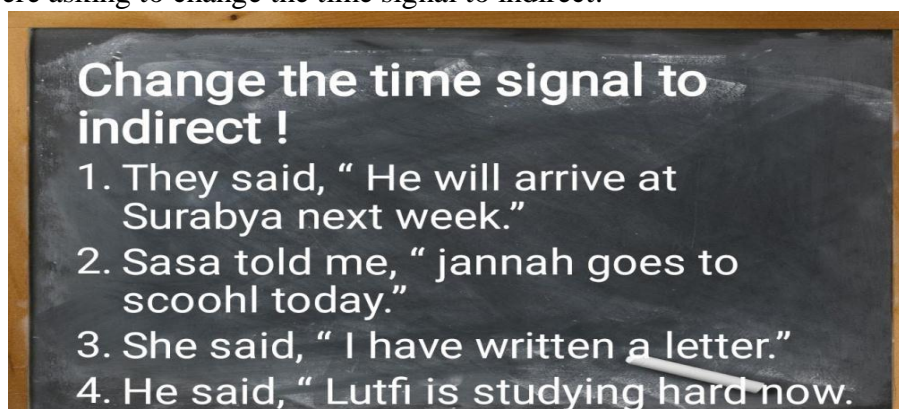 ere asking to change the time signal to indirect.
Change the time signal to
indirect !
1. They said, “ He will arrive at
Surabya next week.”
2. Sasa told me, “ jannah goes to
scoohl today.”
3. She said, “ I have written a letter.”
4. He said, “ Lutfi is studying hard now.